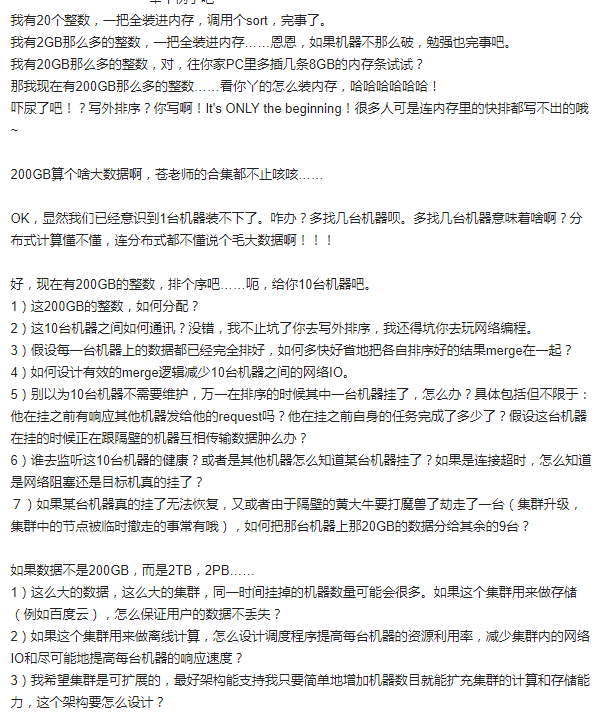 我有20个整数，一把全装进内存，调用个sort，完事了。
我有2GB那么多的整数，一把全装进内存……恩恩，如果机器不那么破，勉强也完事吧。
我有20GB那么多的整数，对，往你家PC里多插几条8GB的内存条试试？
那我现在有200GB那么多的整数……看你丫的怎么装内存，哈哈哈哈哈哈！
吓尿了吧！？写外排序？你写啊！It's ONLY the beginning！很多人可是连内存里的快排都写不出的哦
~
200GB算个啥大数据啊，苍老师的合集都不止咳咳……
OK，显然我们已经意识到1台机器装不下了。咋办？多找几台机器呗。多找几台机器意味着啥啊？分
布式计算懂不懂，连分布式都不懂说个毛大数据啊！！！
好，现在有200GB的整数，排个序吧……呃，给你10台机器吧。
1）这200GB的整数，如何分配？
2）这10台机器之间如何通讯？没错，我不止坑了你去写外排序，我还得坑你去玩网络编程。
3）假设每一台机器上的数据都已经完全排好，如何多快好省地把各自排序好的结果merge在一起？
4）如何设计有效的merge逻辑减少10台机器之间的网络IO。
5）别以为10台机器不需要维护，万一在排序的时候其中一台机器挂了，怎么办？具体包括但不限于：
他在挂之前有响应其他机器发给他的request吗？他在挂之前自身的任务完成了多少了？假设这台机器
在挂的时候正在跟隔壁的机器互相传输数据肿么办？
6）谁去监听这10台机器的健康？或者是其他机器怎么知道某台机器挂了？如果是连接超时，怎么知道
是网络阻塞还是目标机真的挂了？
７）如果某台机器真的挂了无法恢复，又或者由于隔壁的黄大牛要打魔兽了劫走了一台（集群升级，
集群中的节点被临时撤走的事常有哦），如何把那台机器上那20GB的数据分给其余的9台？
如果数据不是200GB，而是2TB，2PB……
1）这么大的数据，这么大的集群，同一时间挂掉的机器数量可能会很多。如果这个集群用来做存储
（例如百度云），怎么保证用户的数据不丢失？
2）如果这个集群用来做离线计算，怎么设计调度程序提高每台机器的资源利用率，减少集群内的网络
IO和尽可能地提高每台机器的响应速度？
3）我希望集群是可扩展的，最好架构能支持我只要简单地增加机器数目就能扩充集群的计算和存储能
力，这个架构要怎么设计？